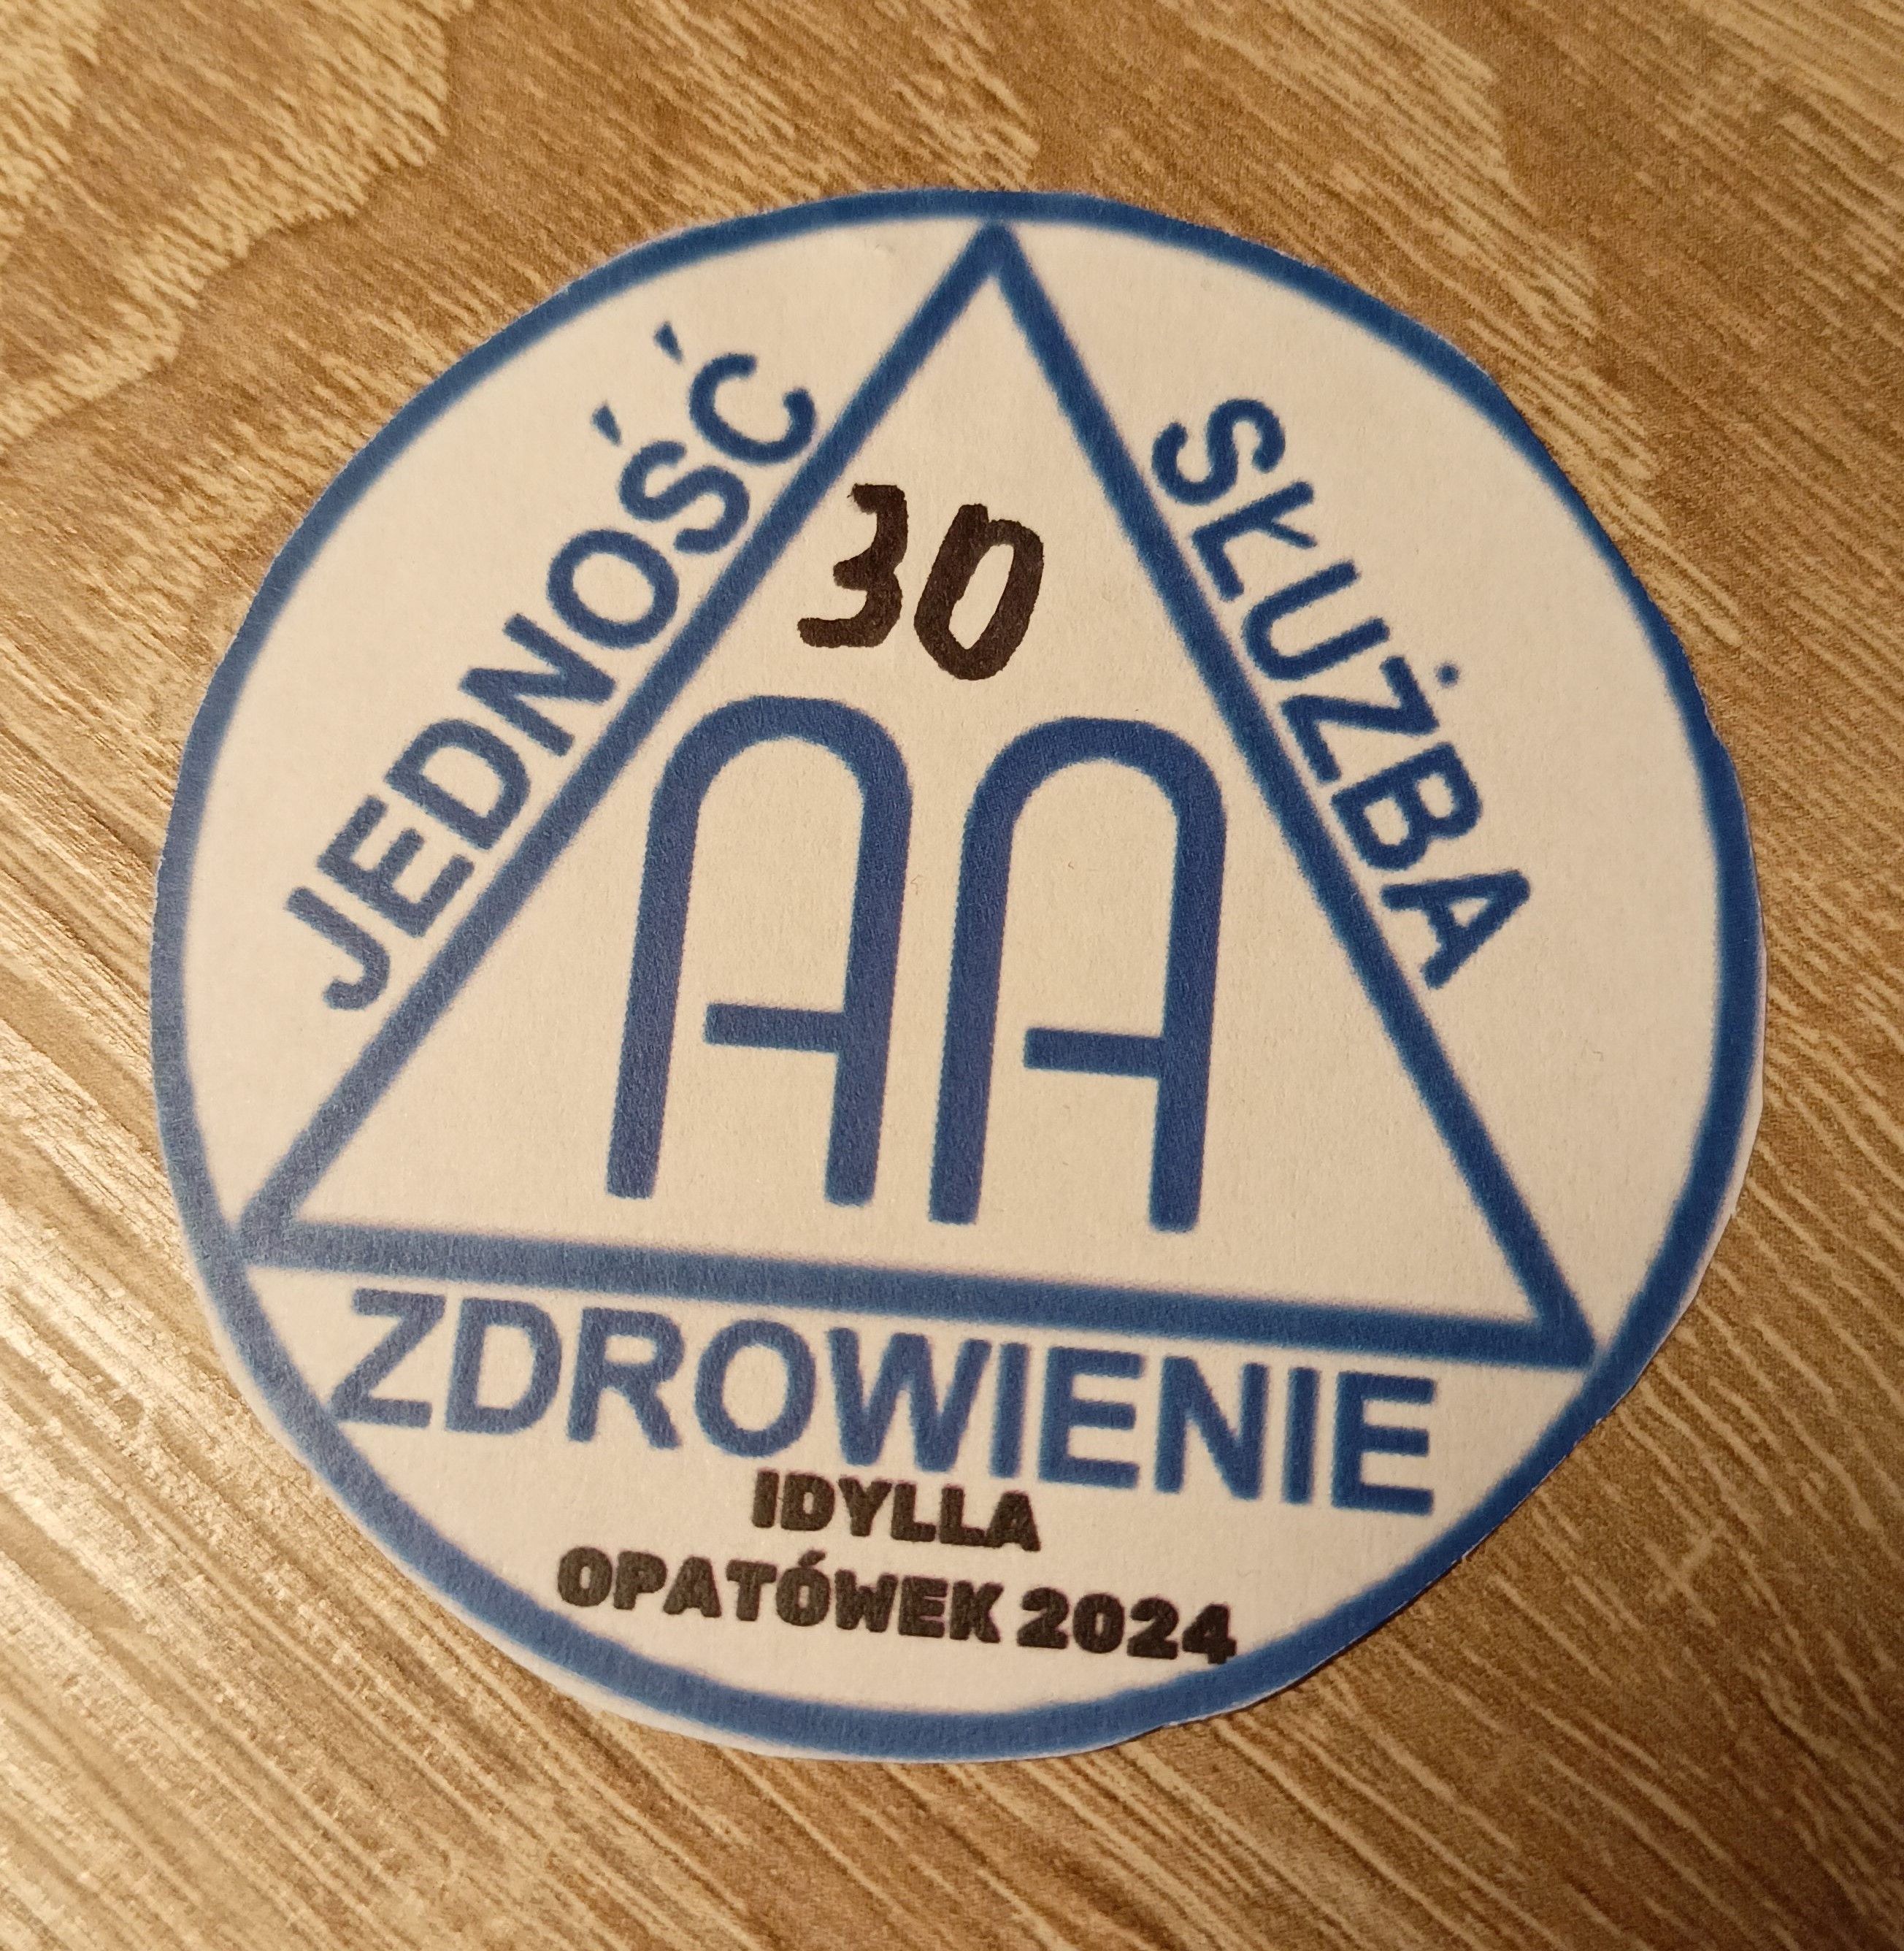 JEDNOŚĆ
SŁUŻBA
30
AA
ZDROWIENIE
IDYLLA
OPATÓWEK 2024